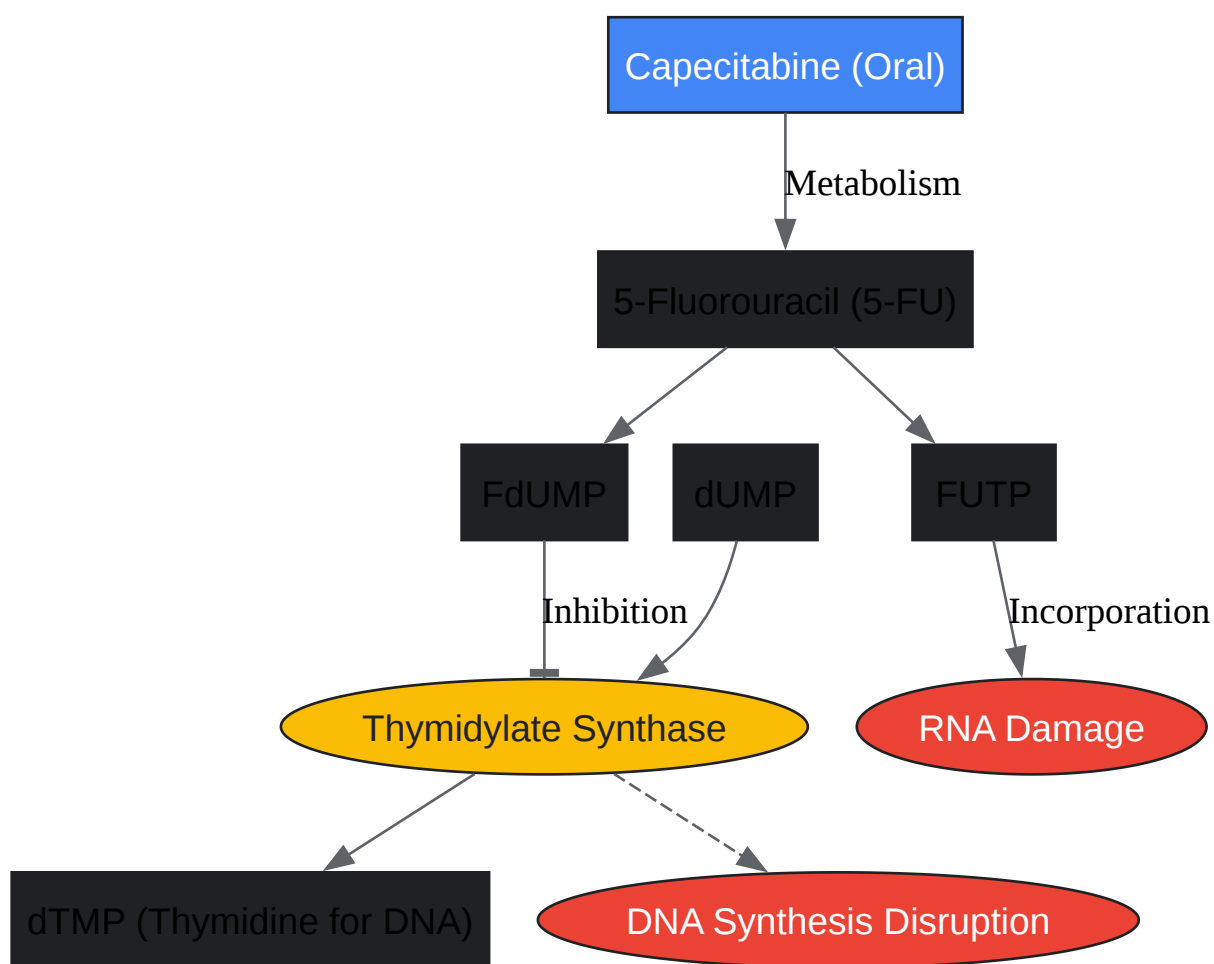 Capecitabine (Oral)
Metabolism
5-Fluorouracil (5-FU)
FdUMP
dUMP
FUTP
Inhibition
Incorporation
Thymidylate Synthase
RNA Damage
dTMP (Thymidine for DNA)
DNA Synthesis Disruption